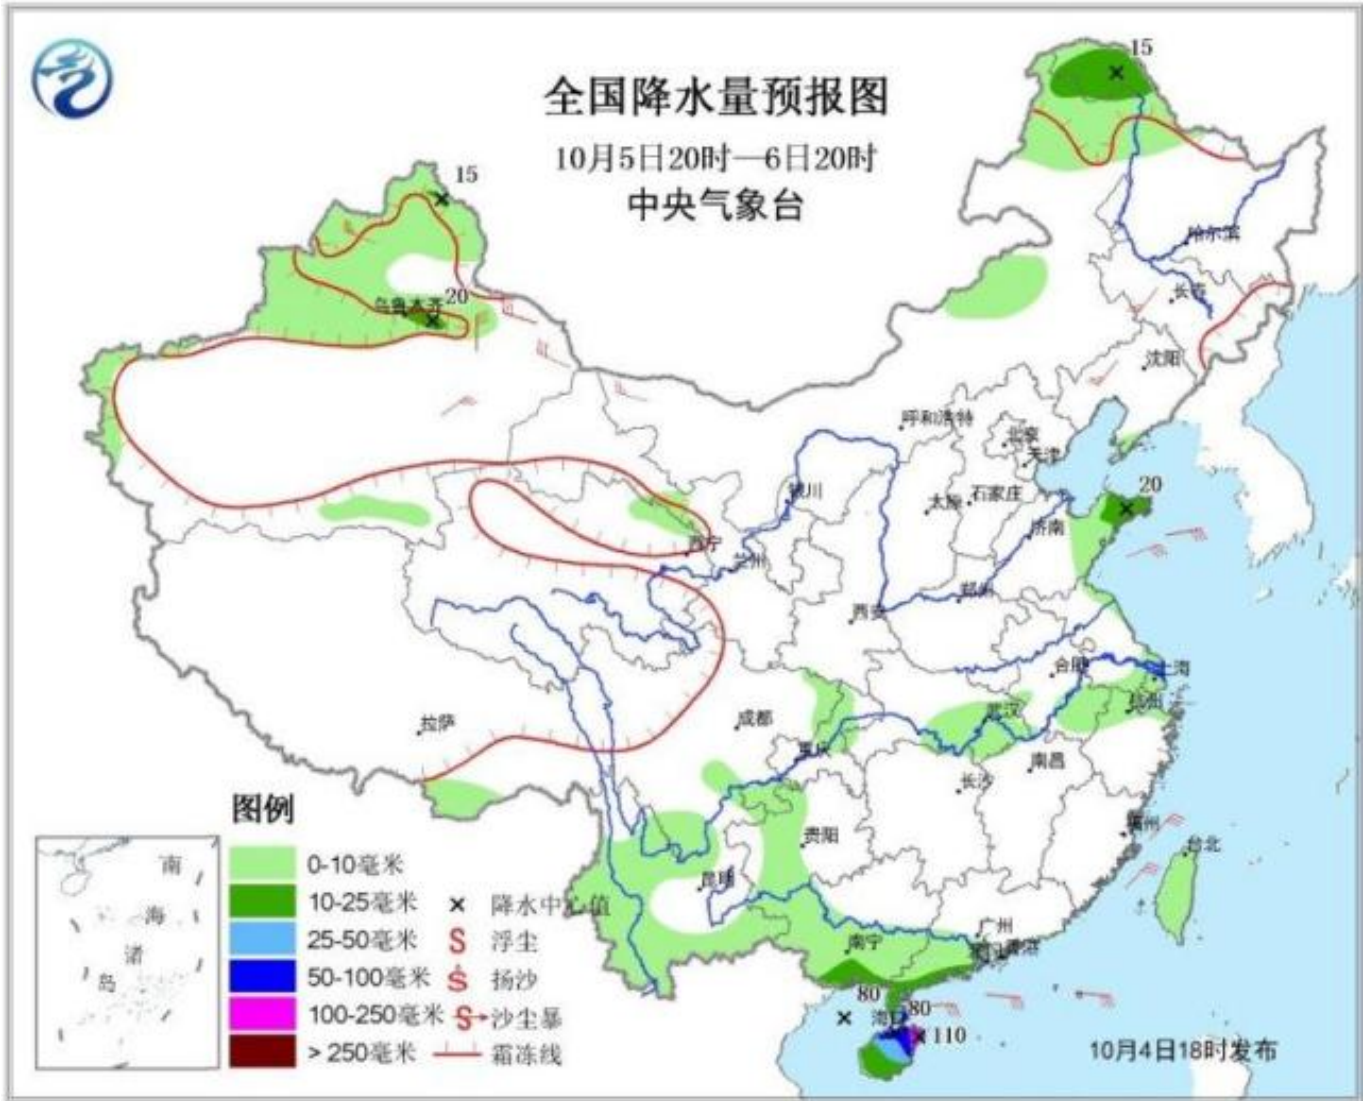 全国降水量预报图
10月5日20时—6日20时
中央气象台
15
15
哈尔滨
长春
乌鲁木齐
20
沈阳
呼和浩特
北京
天津
银川
太原
石家庄
20
济南
西宁
兰州
郑州
西安
合肥
上海
杭州
武汉
拉萨
成都
重庆
南昌
长沙
贵阳
福州
台北
昆明
广州
南宁
香港
80
80
海口
110
图例
0-10毫米
10-25毫米
25-50毫米
50-100毫米
100-250毫米
> 250毫米
降水中心值
浮尘
扬沙
沙尘暴
霜冻线
南
海
诸
岛
10月4日18时发布